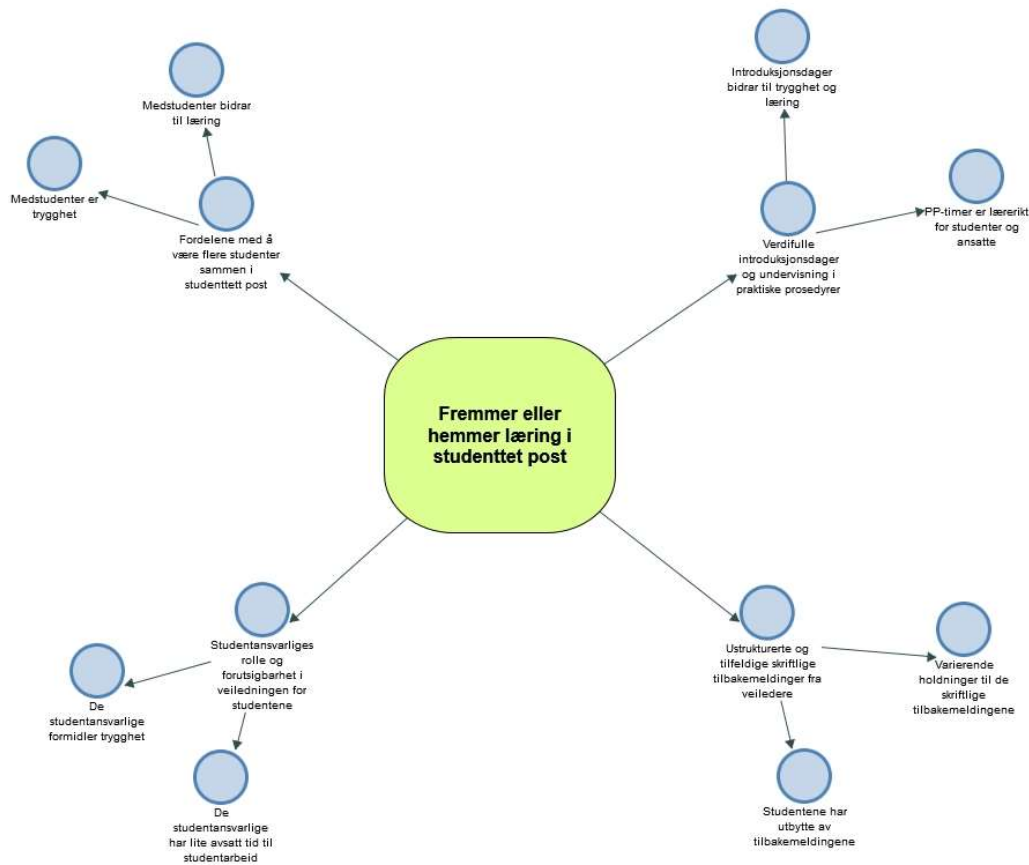 Introduksjonsdager
bidrar til trygghet og
læring
Medstudenter bidrar
til læring
Medstudenter er
trygghet
PP-timer er lærerikt
for studenter og
ansatte
Fordelene med å
være flere studenter
sammen i
studenttett post
Verdifulle
introduksjonsdager
og undervisning i
praktiske prosedyrer
Fremmer eller
hemmer læring i
studenttet post
Studentansvarliges
rolle og
forutsigbarhet i
veiledningen for
studentene
Ustrukturerte og
tilfeldige skriftlige
tilbakemeldinger fra
veiledere
Varierende
holdninger til de
skriftlige
tilbakemeldingene
De
studentansvarlige
formidler trygghet
De
studentansvarlige
har lite avsatt tid til
studentarbeid
Studentene har
utbytte av
tilbakemeldingene